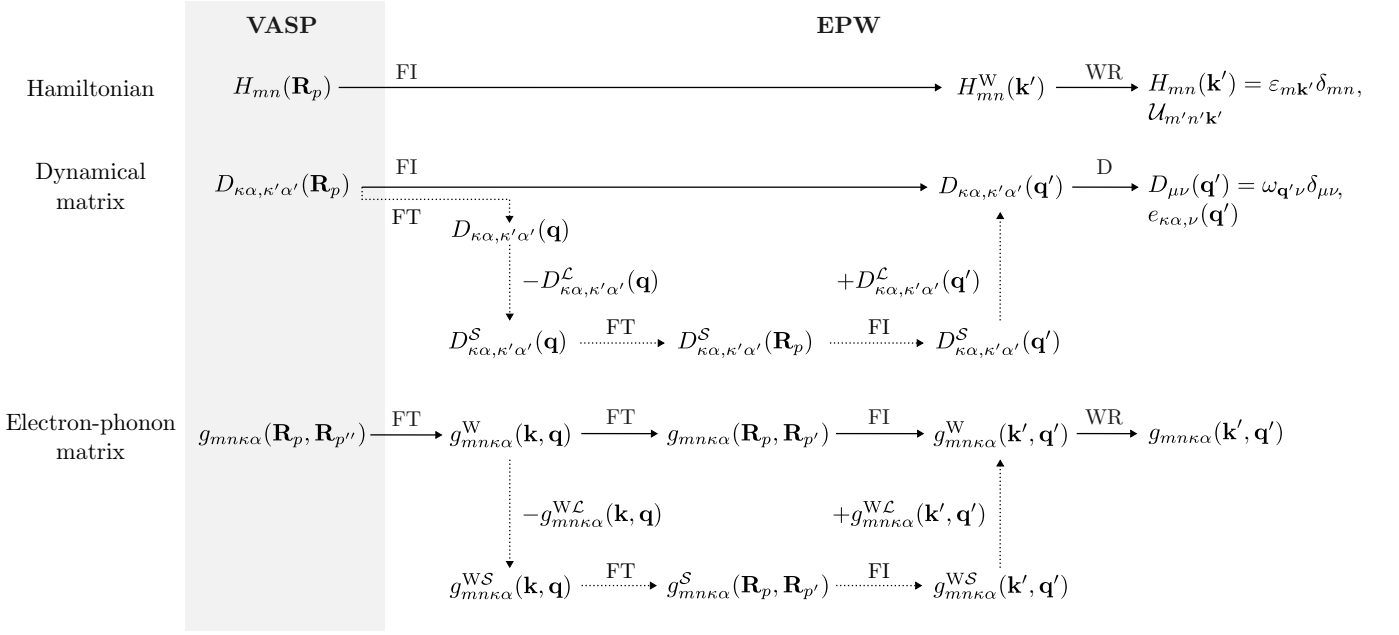 VASP EPW
Hamiltonian H_{mn}(𝐑_p) FI H^W_{mn}(𝐤′) WR H_{mn}(𝐤′) = ε_{m𝐤′}δ_{mn},
𝒰_{m′n′𝐤′}
Dynamical
matrix
D_{κα,κ′α′}(𝐑_p) FI D_{κα,κ′α′}(𝐪′) D D_{μν}(𝐪′) = ω_{𝐪′ν}δ_{μν},
e_{κα,ν}(𝐪′)
FT
D_{κα,κ′α′}(𝐪)
−D^ℒ_{κα,κ′α′}(𝐪) +D^ℒ_{κα,κ′α′}(𝐪′)
D^𝒮_{κα,κ′α′}(𝐪) FT D^𝒮_{κα,κ′α′}(𝐑_p) FI D^𝒮_{κα,κ′α′}(𝐪′)
Electron-phonon
matrix
g_{mnκα}(𝐑_p, 𝐑_{p″}) FT g^W_{mnκα}(𝐤, 𝐪) FT g_{mnκα}(𝐑_p, 𝐑_{p′}) FI g^W_{mnκα}(𝐤′, 𝐪′) WR g_{mnκα}(𝐤′, 𝐪′)
−g^{Wℒ}_{mnκα}(𝐤, 𝐪) +g^{Wℒ}_{mnκα}(𝐤′, 𝐪′)
g^{W𝒮}_{mnκα}(𝐤, 𝐪) FT g^𝒮_{mnκα}(𝐑_p, 𝐑_{p′}) FI g^{W𝒮}_{mnκα}(𝐤′, 𝐪′)